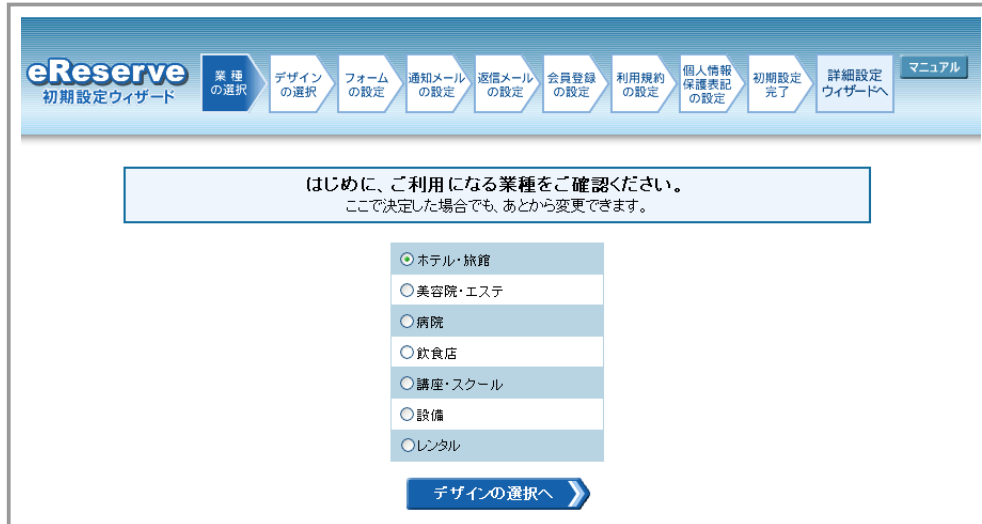 eReserve
初期設定ウィザード
業種
の選択
デザイン
の選択
フォーム
の設定
通知メール
の設定
返信メール
の設定
会員登録
の設定
利用規約
の設定
個人情報
保護表記
の設定
初期設定
完了
詳細設定
ウィザードへ
マニュアル
はじめに、ご利用になる業種をご確認ください。
ここで決定した場合でも、あとから変更できます。
ホテル・旅館
美容院・エステ
病院
飲食店
講座・スクール
設備
レンタル
デザインの選択へ